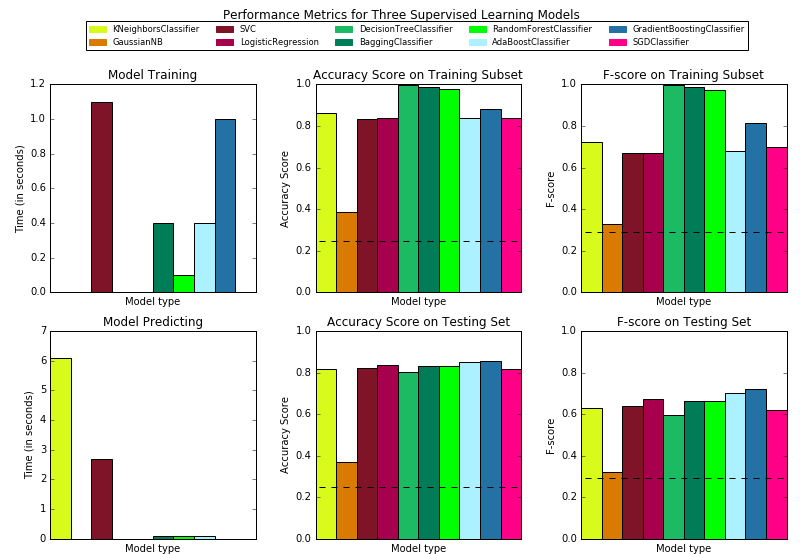 Performance Metrics for Three Supervised Learning Models
KNeighborsClassifier SVC DecisionTreeClassifier RandomForestClassifier GradientBoostingClassifier
GaussianNB LogisticRegression BaggingClassifier AdaBoostClassifier SGDClassifier
Model Training
1.2
1.0
0.8
0.6
0.4
0.2
0.0
Time (in seconds)
Model type
Accuracy Score on Training Subset
1.0
0.8
0.6
0.4
0.2
0.0
Accuracy Score
Model type
F-score on Training Subset
1.0
0.8
0.6
0.4
0.2
0.0
F-score
Model type
Model Predicting
7
6
5
4
3
2
1
0
Time (in seconds)
Model type
Accuracy Score on Testing Set
1.0
0.8
0.6
0.4
0.2
0.0
Accuracy Score
Model type
F-score on Testing Set
1.0
0.8
0.6
0.4
0.2
0.0
F-score
Model type